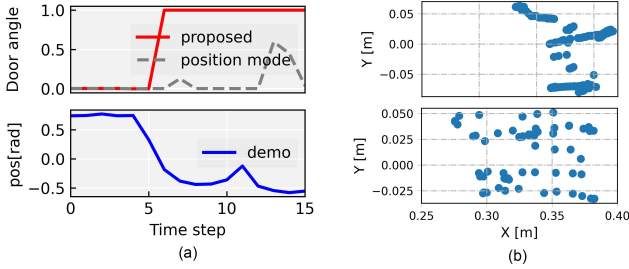 Door angle
1.0
0.5
0.0
proposed
position mode
pos[rad]
0.5
0.0
−0.5
demo
0 5 10 15
Time step
(a)
Y [m]
0.05
0.00
−0.05
Y [m]
0.050
0.025
0.000
−0.025
0.25 0.30 0.35 0.40
X [m]
(b)